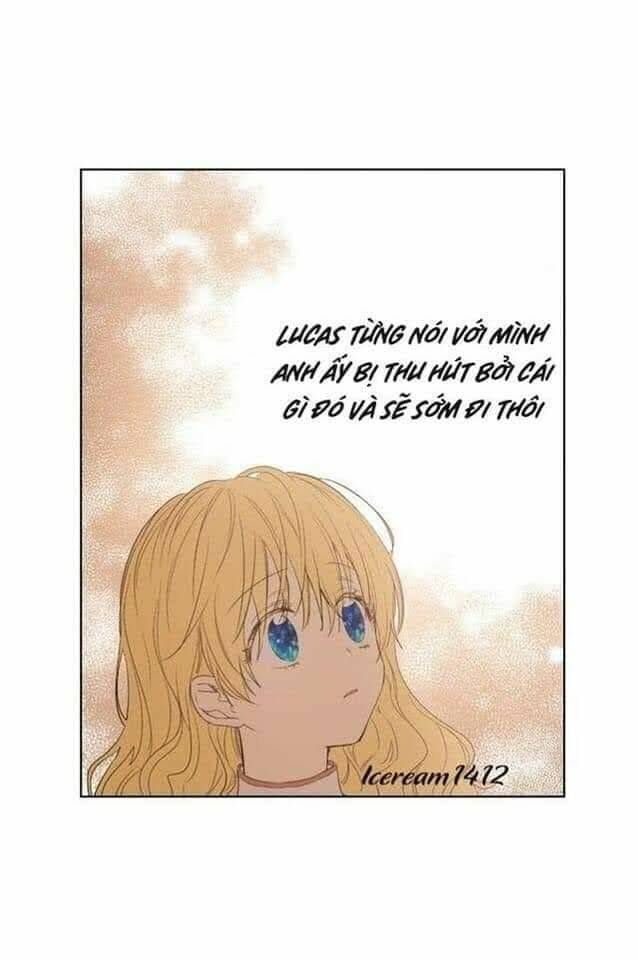 LUCAS TỪNG NÓI VỚI MÌNH
ANH ẤY BỊ THU HÚT BỞI CÁI
GÌ ĐÓ VÀ SẼ SỚM ĐI THÔI
Icecream1412